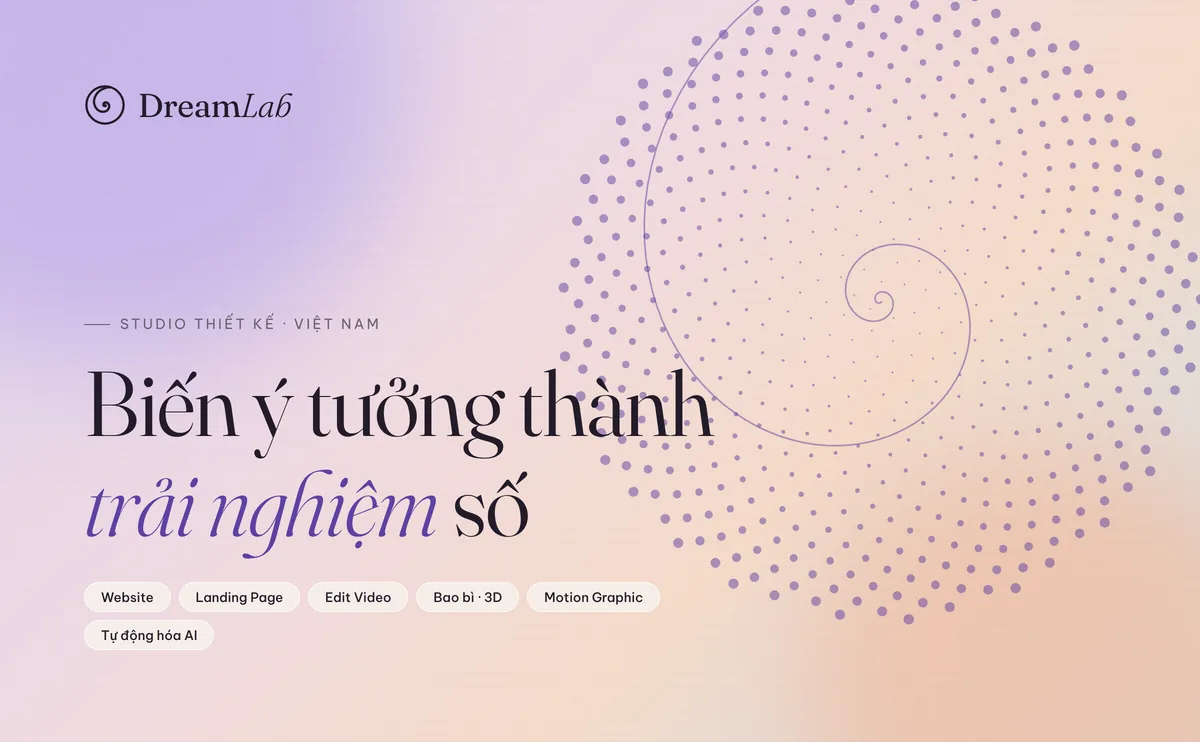 DreamLab
STUDIO THIẾT KẾ · VIỆT NAM
Biến ý tưởng thành
trải nghiệm số
Website Landing Page Edit Video Bao bì · 3D Motion Graphic
Tự động hóa AI